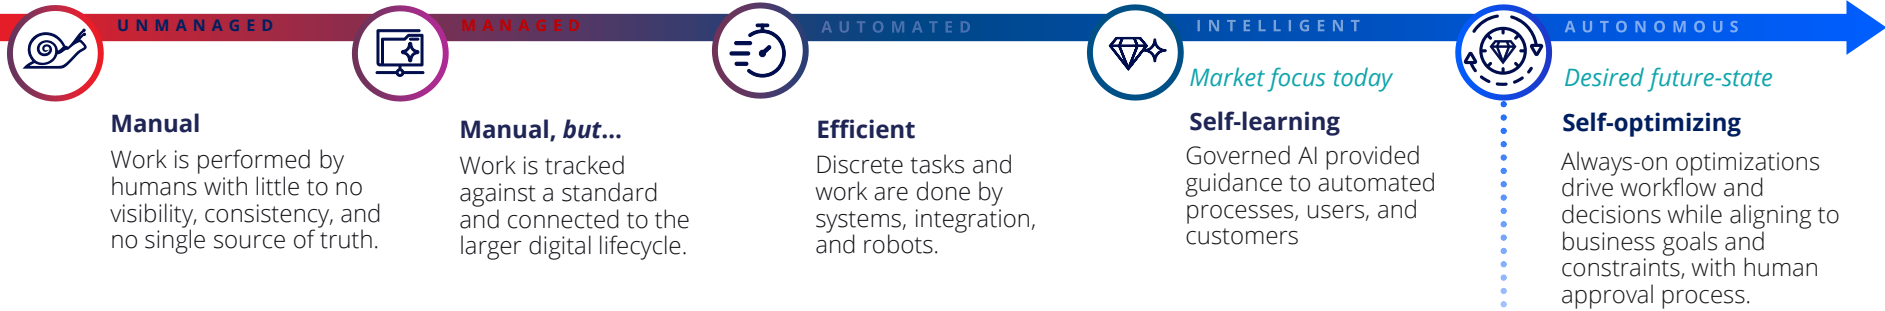 UNMANAGED
MANAGED
AUTOMATED
INTELLIGENT
AUTONOMOUS
Market focus today
Desired future-state
Manual
Work is performed by
humans with little to no
visibility, consistency, and
no single source of truth.
Manual, but...
Work is tracked
against a standard
and connected to the
larger digital lifecycle.
Efficient
Discrete tasks and
work are done by
systems, integration,
and robots.
Self-learning
Governed AI provided
guidance to automated
processes, users, and
customers
Self-optimizing
Always-on optimizations
drive workflow and
decisions while aligning to
business goals and
constraints, with human
approval process.